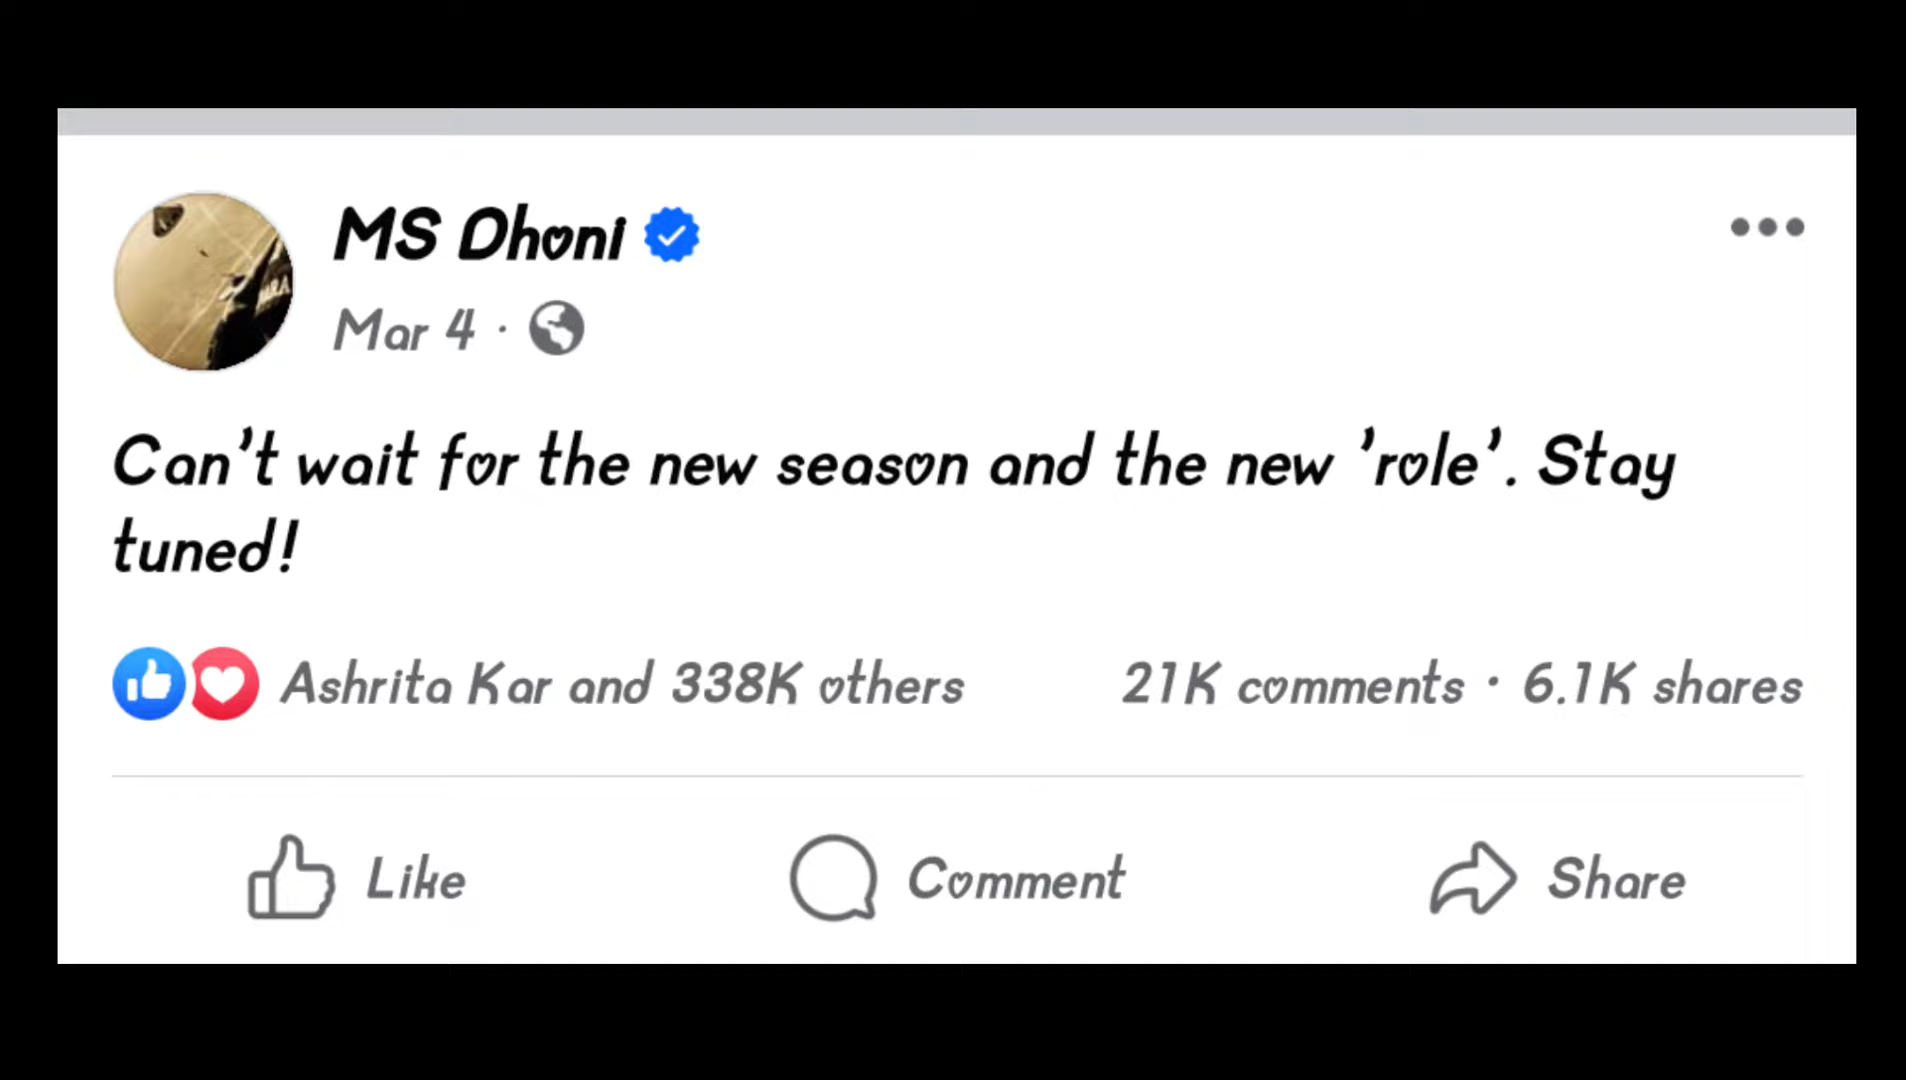 MS Dhoni
Mar 4 ·
Can't wait for the new season and the new 'role'. Stay
tuned!
Ashrita Kar and 338K others 21K comments · 6.1K shares
Like Comment Share